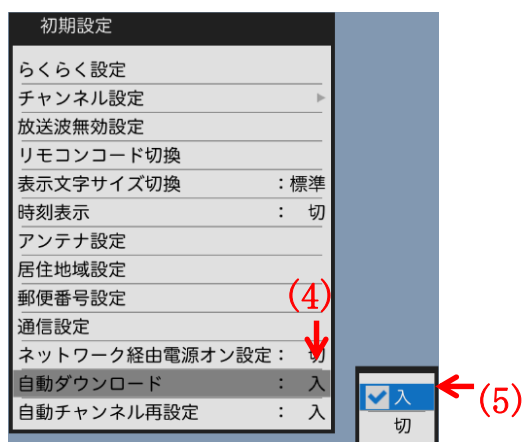 初期設定
らくらく設定
チャンネル設定
放送波無効設定
リモコンコード切換
表示文字サイズ切換 ：標準
時刻表示 ： 切
アンテナ設定
居住地域設定
郵便番号設定
(4)
通信設定
ネットワーク経由電源オン設定： 切
自動ダウンロード ： 入
自動チャンネル再設定 ： 入
入
(5)
切